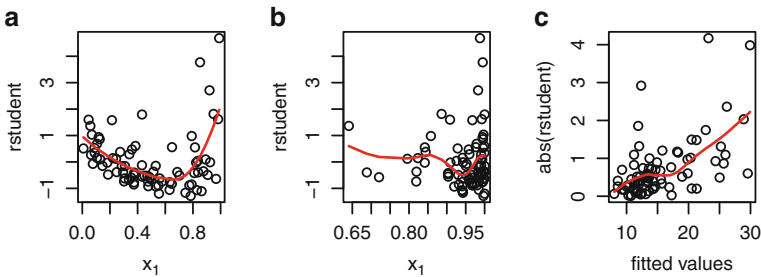 a
rstudent
3
1
−1
0.0
0.4
0.8
x1
b
rstudent
3
1
−1
0.65
0.80
0.95
x1
c
abs(rstudent)
4
3
2
1
0
10
20
30
fitted values